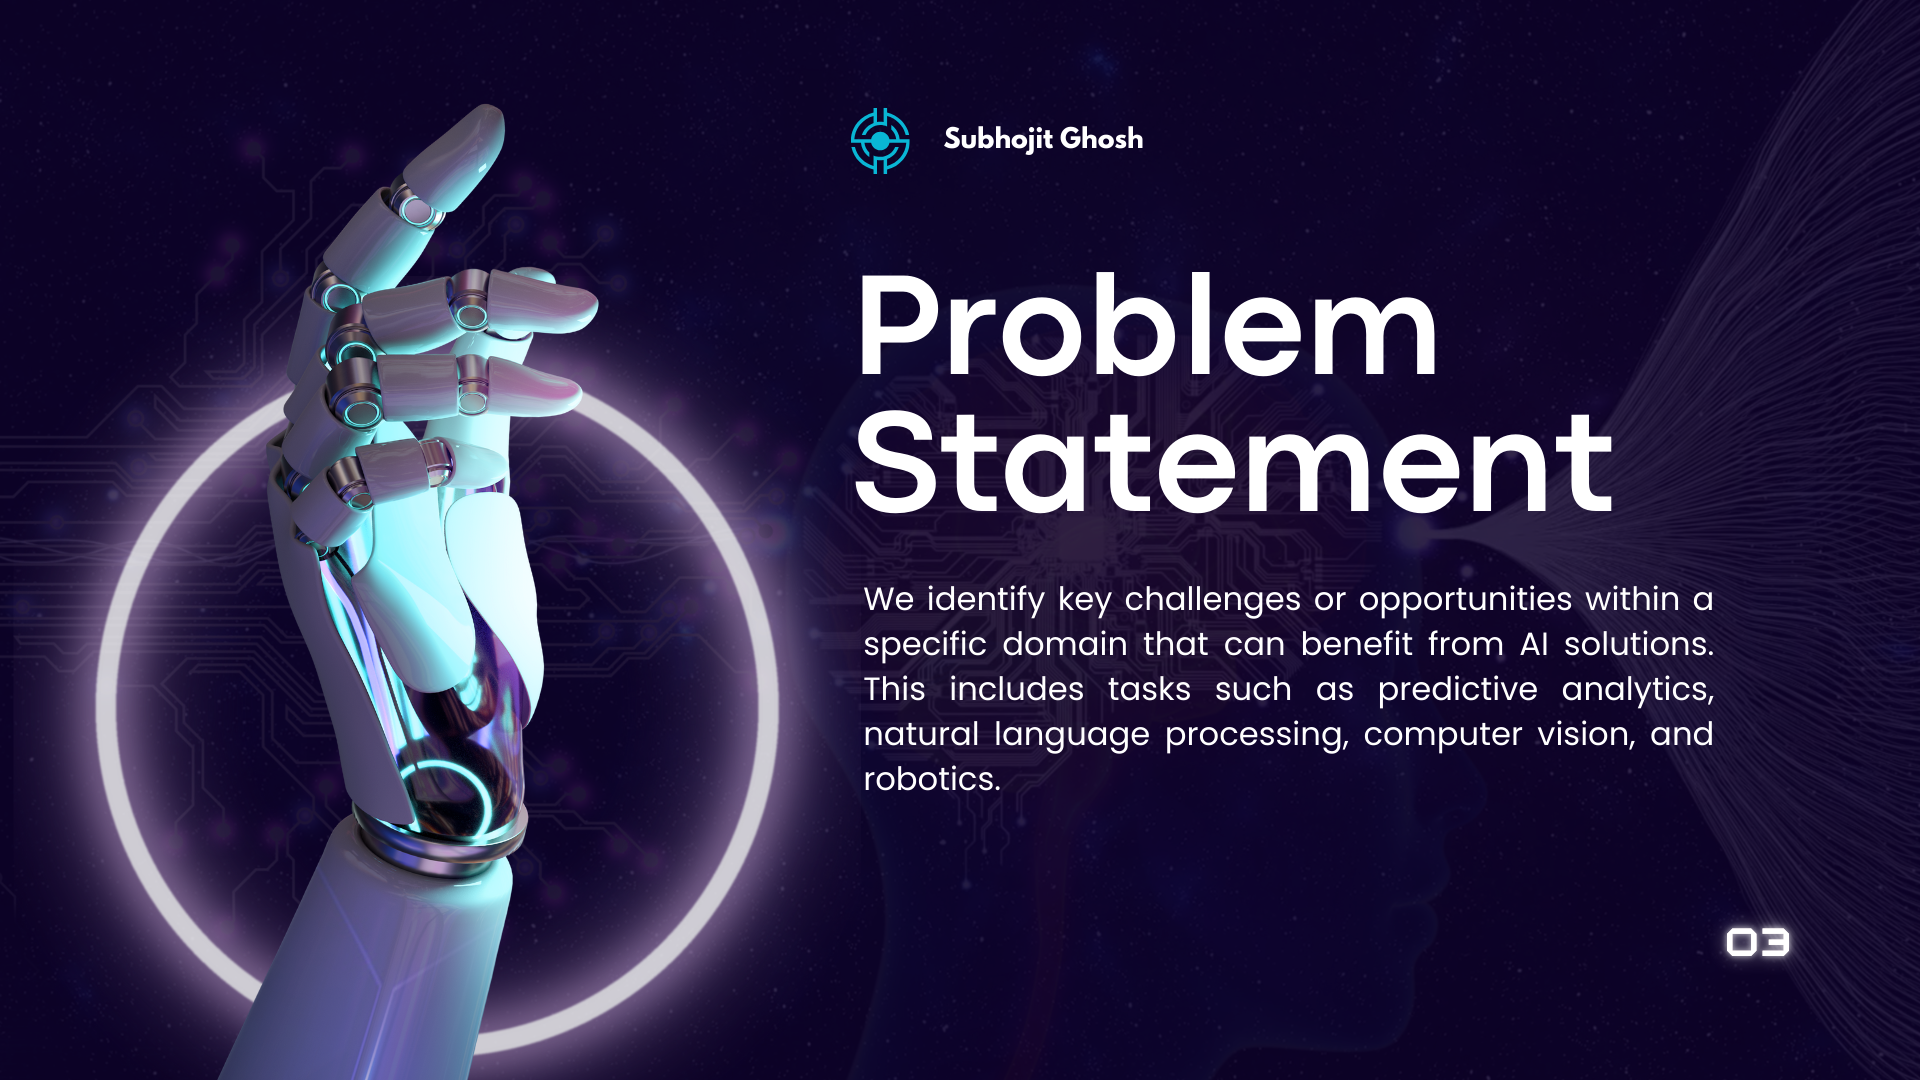 Subhojit Ghosh
Problem
Statement
We identify key challenges or opportunities within a
specific domain that can benefit from AI solutions.
This includes tasks such as predictive analytics,
natural language processing, computer vision, and
robotics.
03